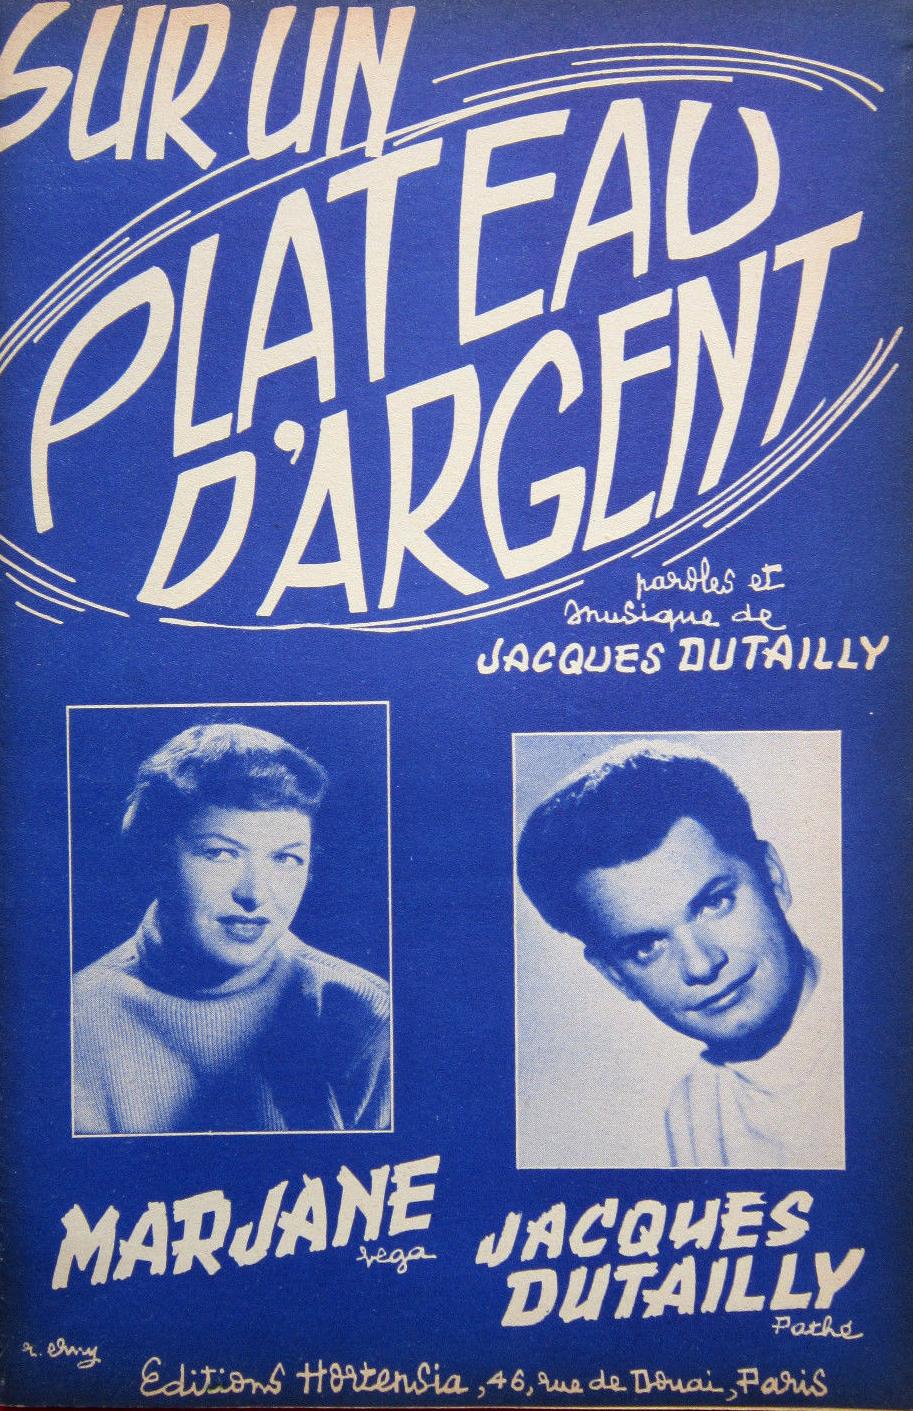 SUR UN
PLATEAU
D'ARGENT
paroles et
musique de
JACQUES DUTAILLY
MARJANE
Vega
JACQUES
DUTAILLY
Pathé
Editions Hortensia, 46, rue de Douai, Paris